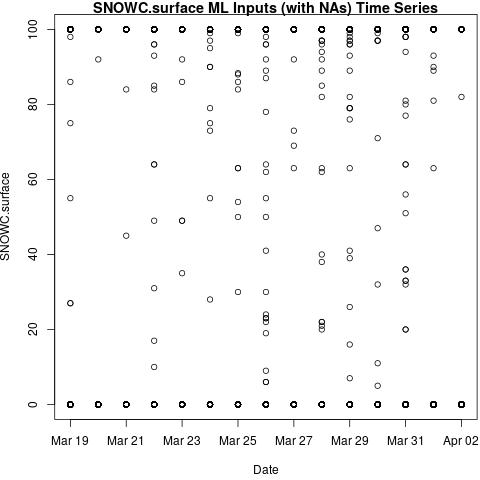 SNOWC.surface ML Inputs (with NAs) Time Series
SNOWC.surface
100
80
60
40
20
0
Mar 19 Mar 21 Mar 23 Mar 25 Mar 27 Mar 29 Mar 31 Apr 02
Date